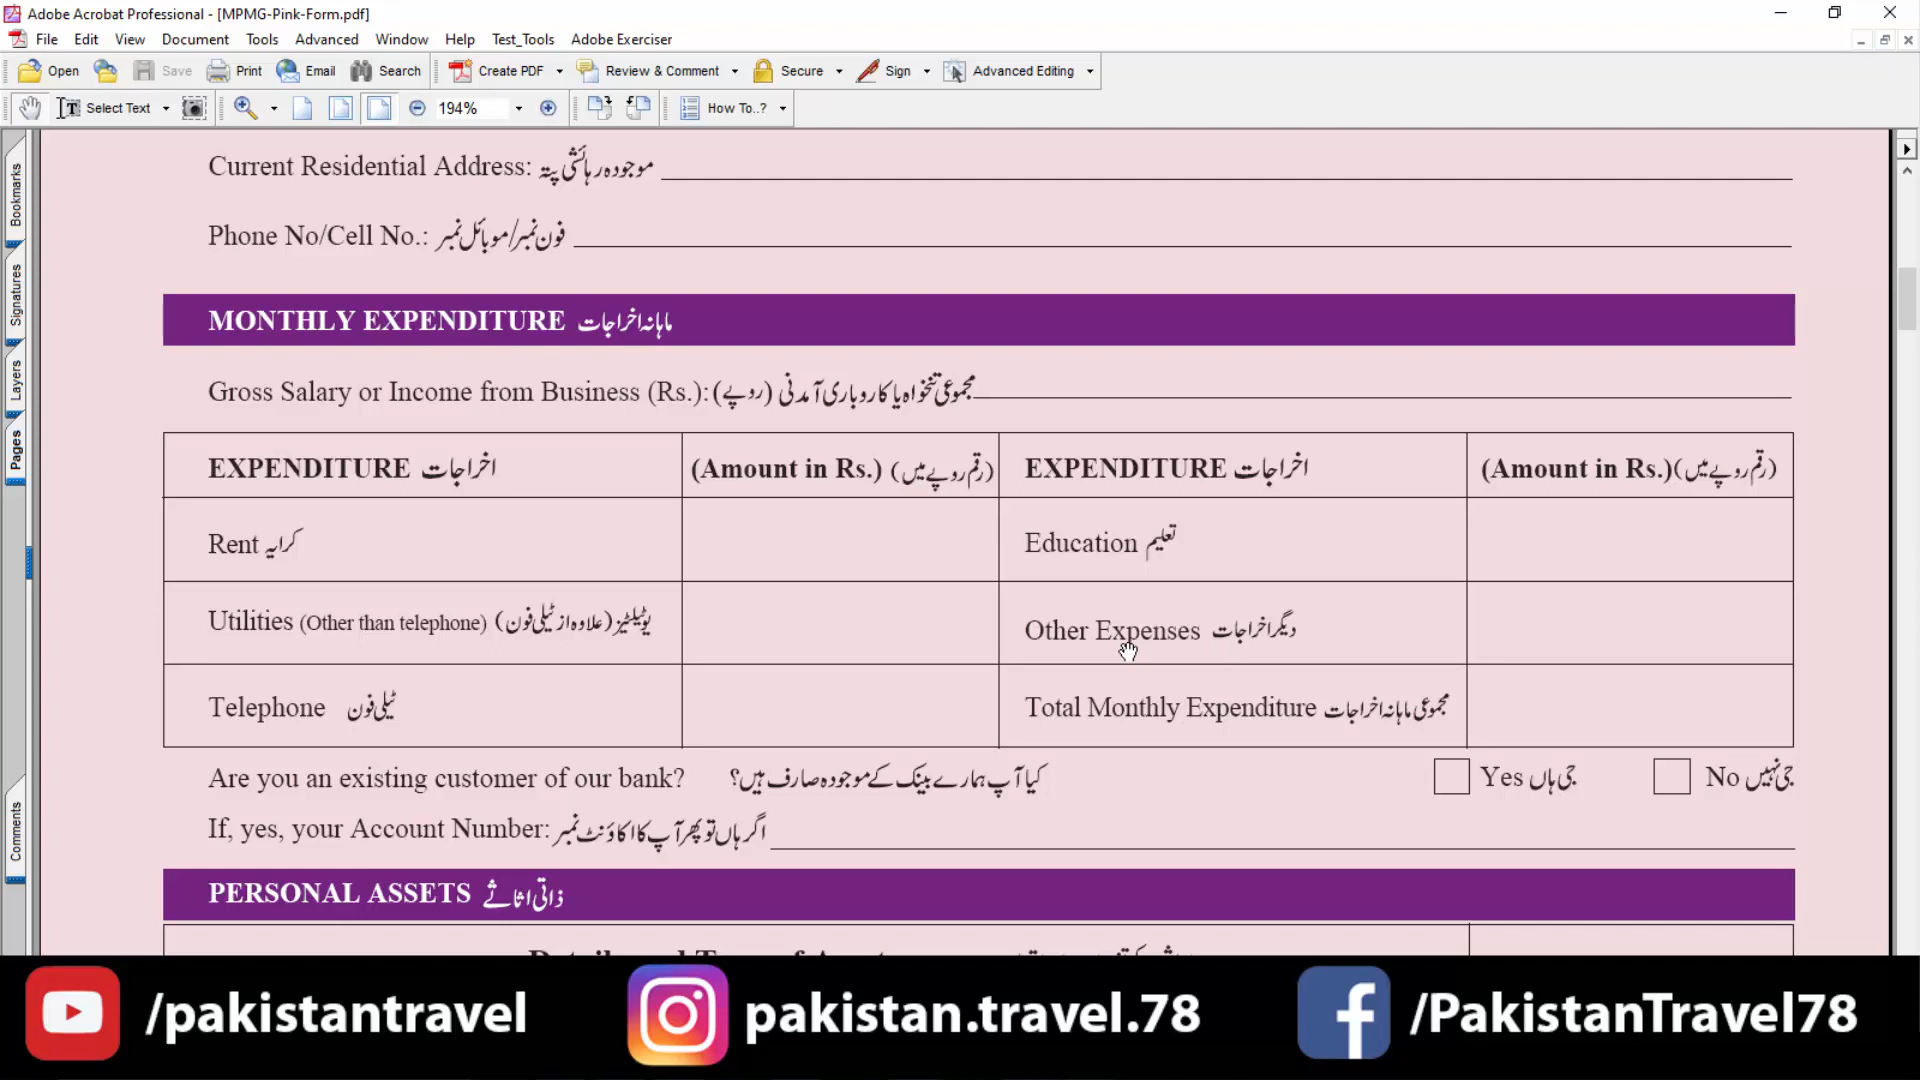 Adobe Acrobat Professional - [MPMG-Pink-Form.pdf]
File Edit View Document Tools Advanced Window Help Test_Tools Adobe Exerciser
Open Save Print Email Search Create PDF Review & Comment Secure Sign Advanced Editing
Select Text 194% How To..?
Bookmarks
Signatures
Layers
Pages
Comments
Current Residential Address: موجودہ رہائشی پتہ
Phone No/Cell No.: فون نمبر/موبائل نمبر
MONTHLY EXPENDITURE ماہانہ اخراجات
Gross Salary or Income from Business (Rs.): مجموعی تنخواہ یا کاروباری آمدنی (روپے)
EXPENDITURE اخراجات (Amount in Rs.) (رقم روپے میں) EXPENDITURE اخراجات (Amount in Rs.) (رقم روپے میں)
Rent کرایہ Education تعلیم
Utilities (Other than telephone) یوٹیلیٹیز (علاوہ از ٹیلی فون) Other Expenses دیگر اخراجات
Telephone ٹیلی فون Total Monthly Expenditure مجموعی ماہانہ اخراجات
Are you an existing customer of our bank? کیا آپ ہمارے بینک کے موجودہ صارف ہیں؟ Yes جی ہاں No جی نہیں
If, yes, your Account Number: اگر ہاں تو پھر آپ کا اکاؤنٹ نمبر
PERSONAL ASSETS ذاتی اثاثے
/pakistantravel pakistan.travel.78 /PakistanTravel78